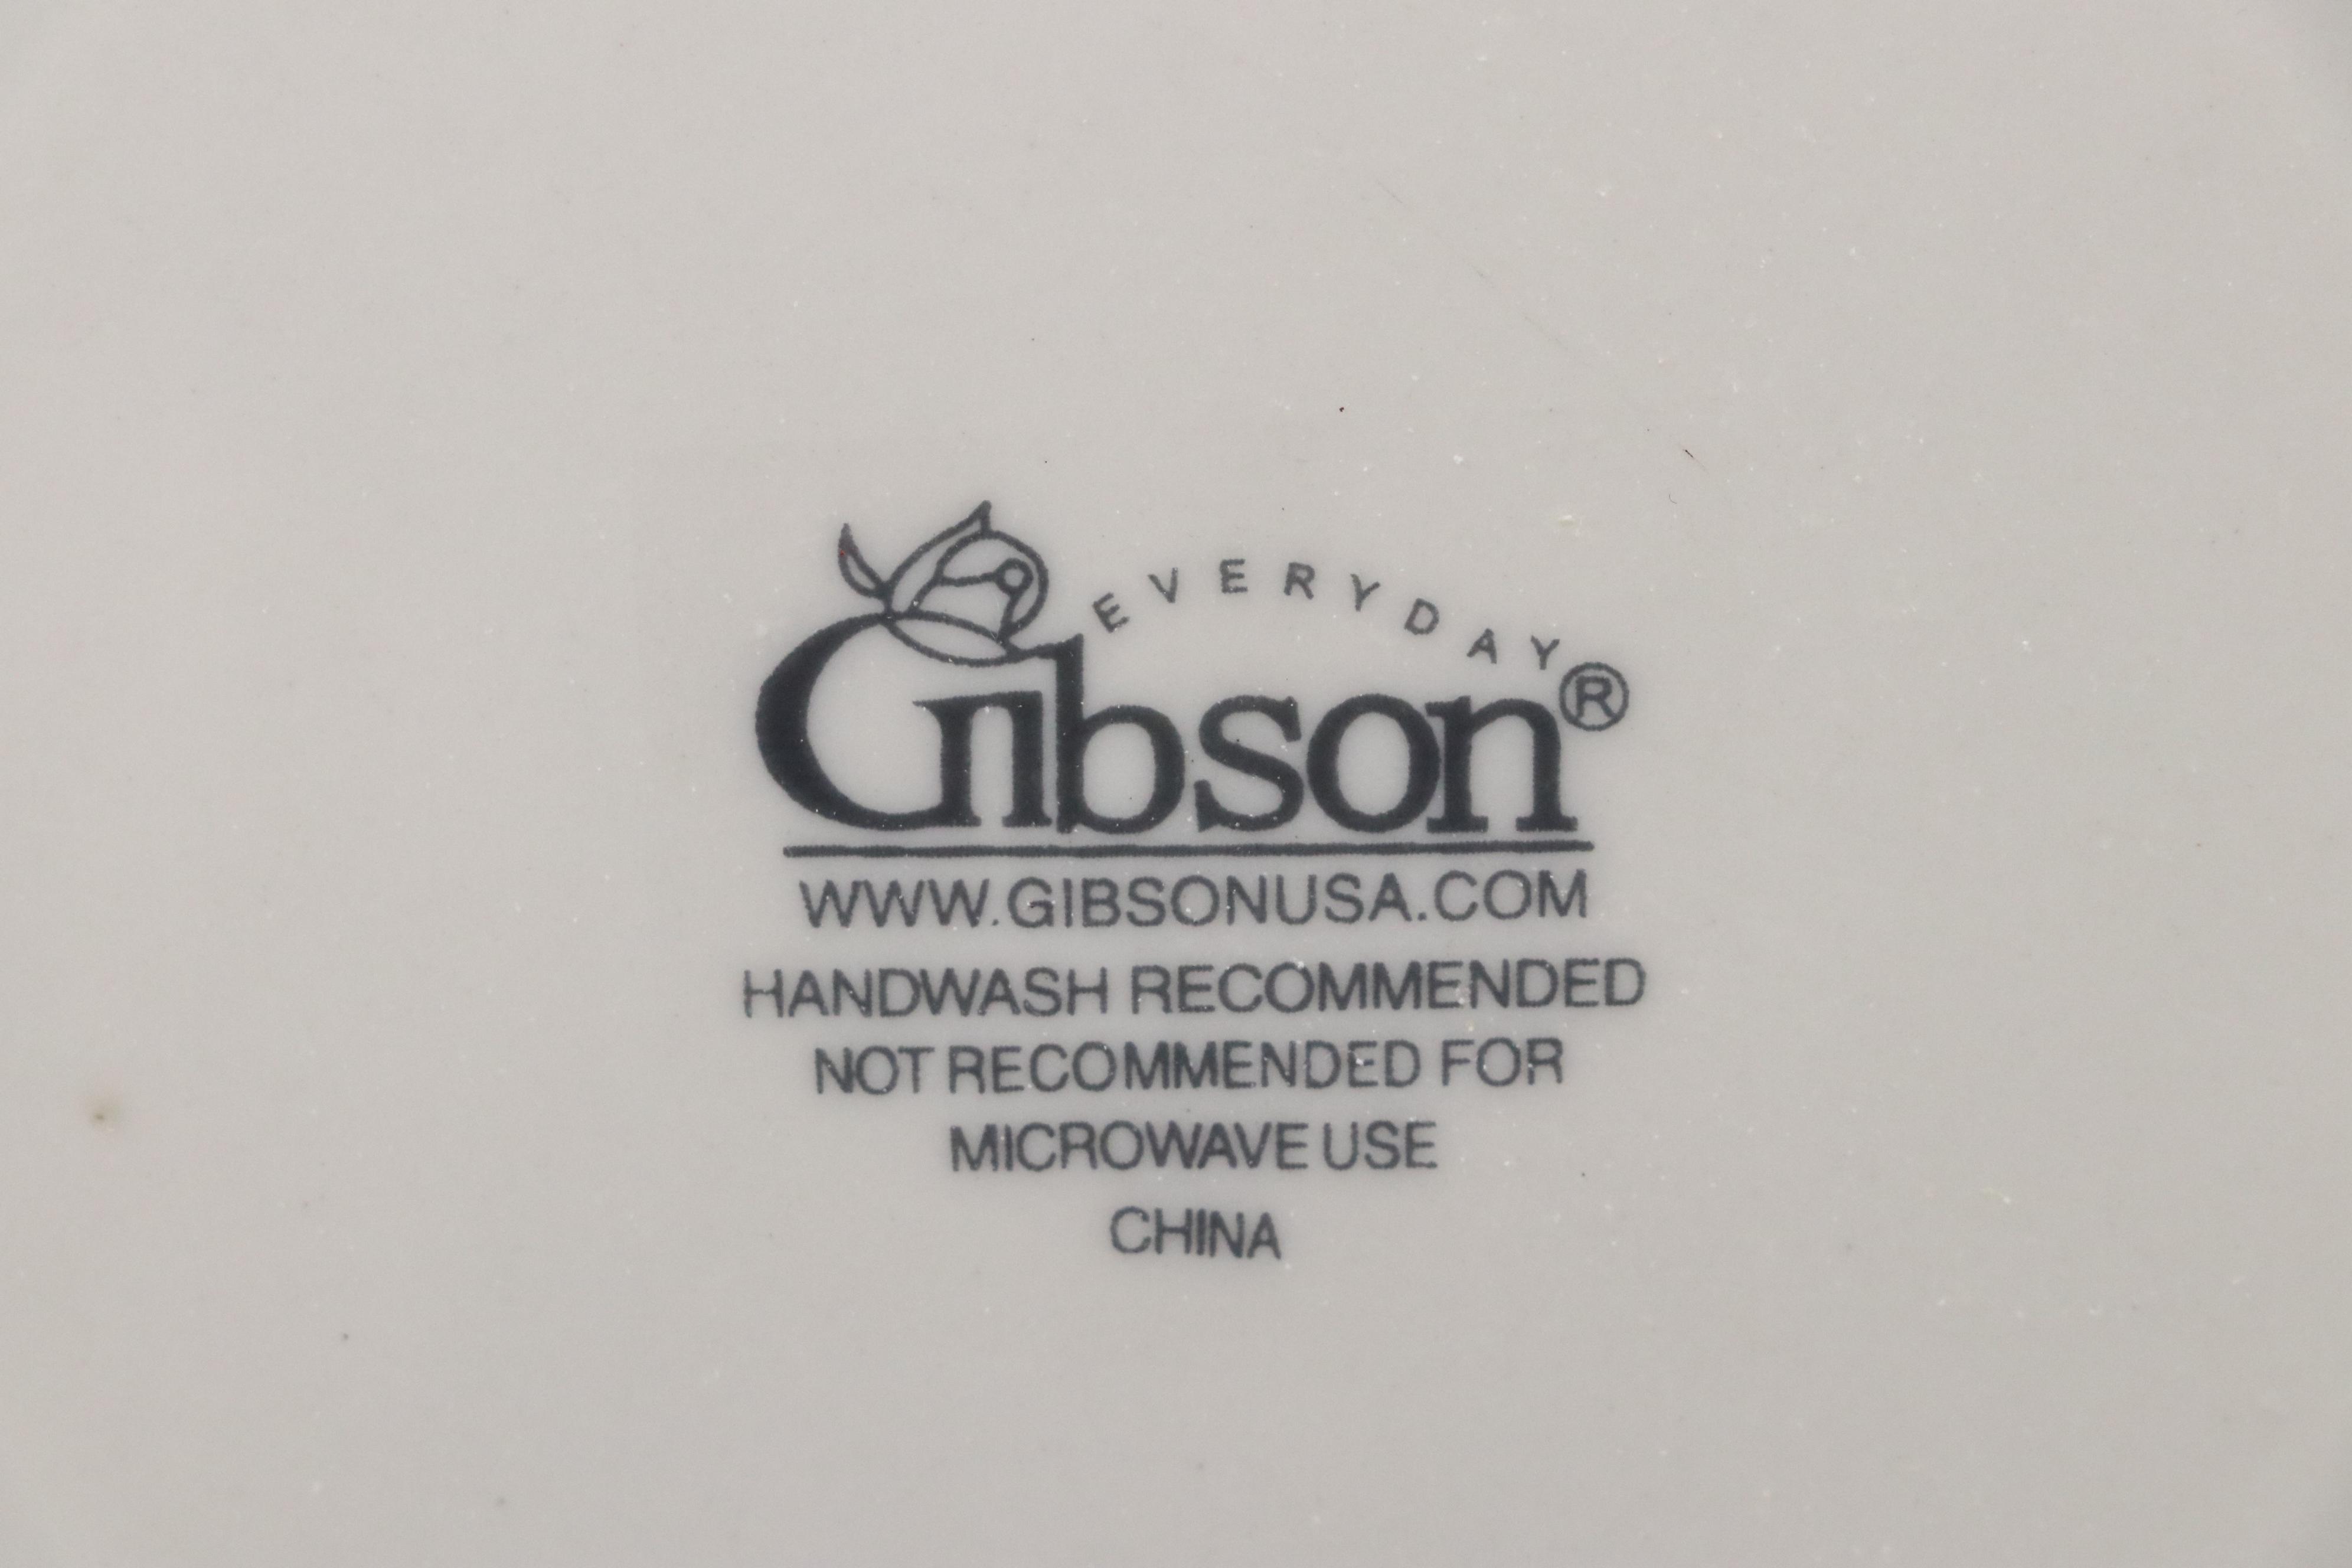 EVERYDAY
Gibson®
WWW.GIBSONUSA.COM
HANDWASH RECOMMENDED
NOT RECOMMENDED FOR
MICROWAVE USE
CHINA